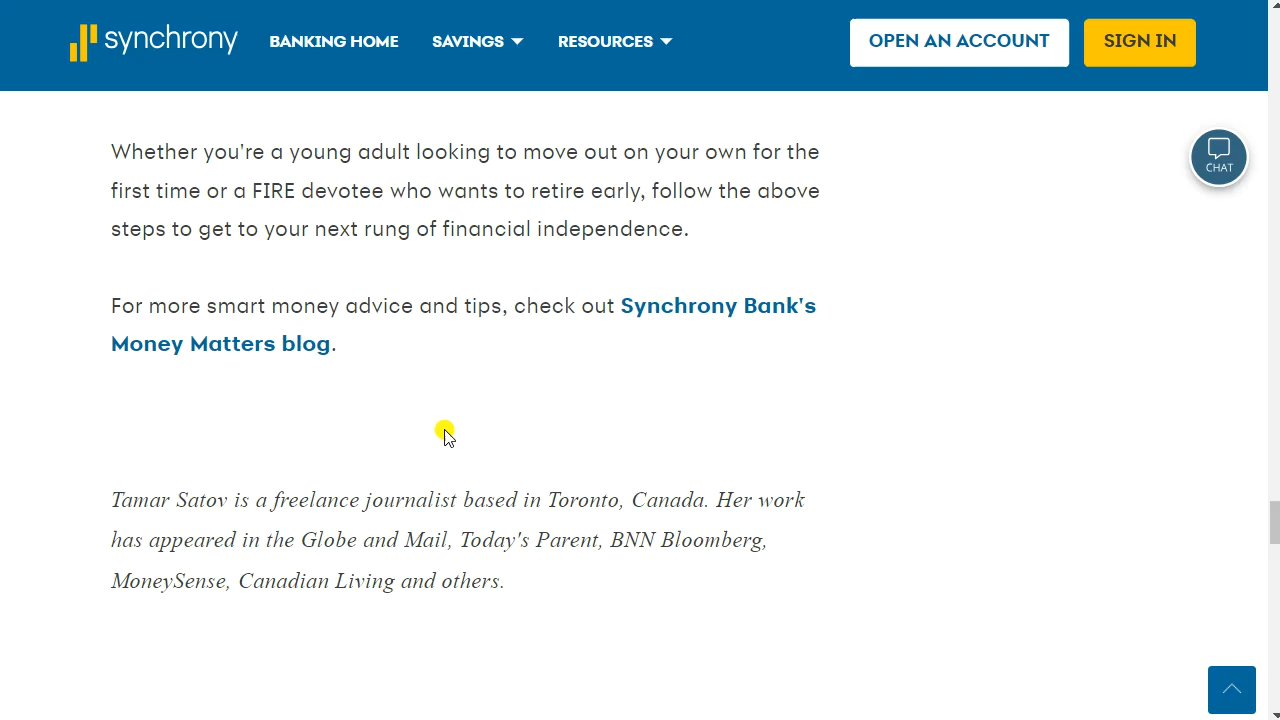 synchrony
BANKING HOME
SAVINGS
RESOURCES
OPEN AN ACCOUNT
SIGN IN
CHAT
Whether you're a young adult looking to move out on your own for the
first time or a FIRE devotee who wants to retire early, follow the above
steps to get to your next rung of financial independence.
For more smart money advice and tips, check out Synchrony Bank's
Money Matters blog.
Tamar Satov is a freelance journalist based in Toronto, Canada. Her work
has appeared in the Globe and Mail, Today's Parent, BNN Bloomberg,
MoneySense, Canadian Living and others.